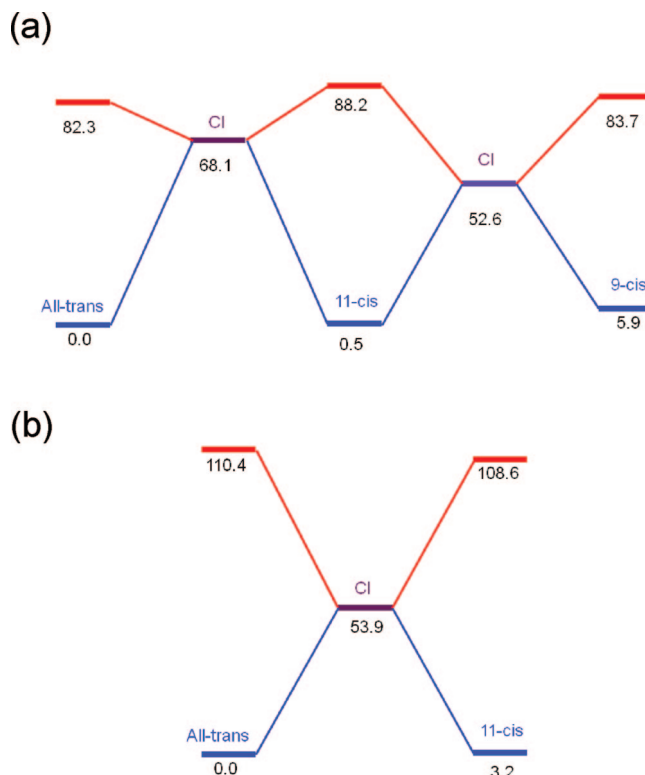 (a)
82.3
CI
68.1
88.2
CI
52.6
83.7
All-trans
0.0
11-cis
0.5
9-cis
5.9
(b)
110.4
108.6
CI
53.9
All-trans
0.0
11-cis
3.2